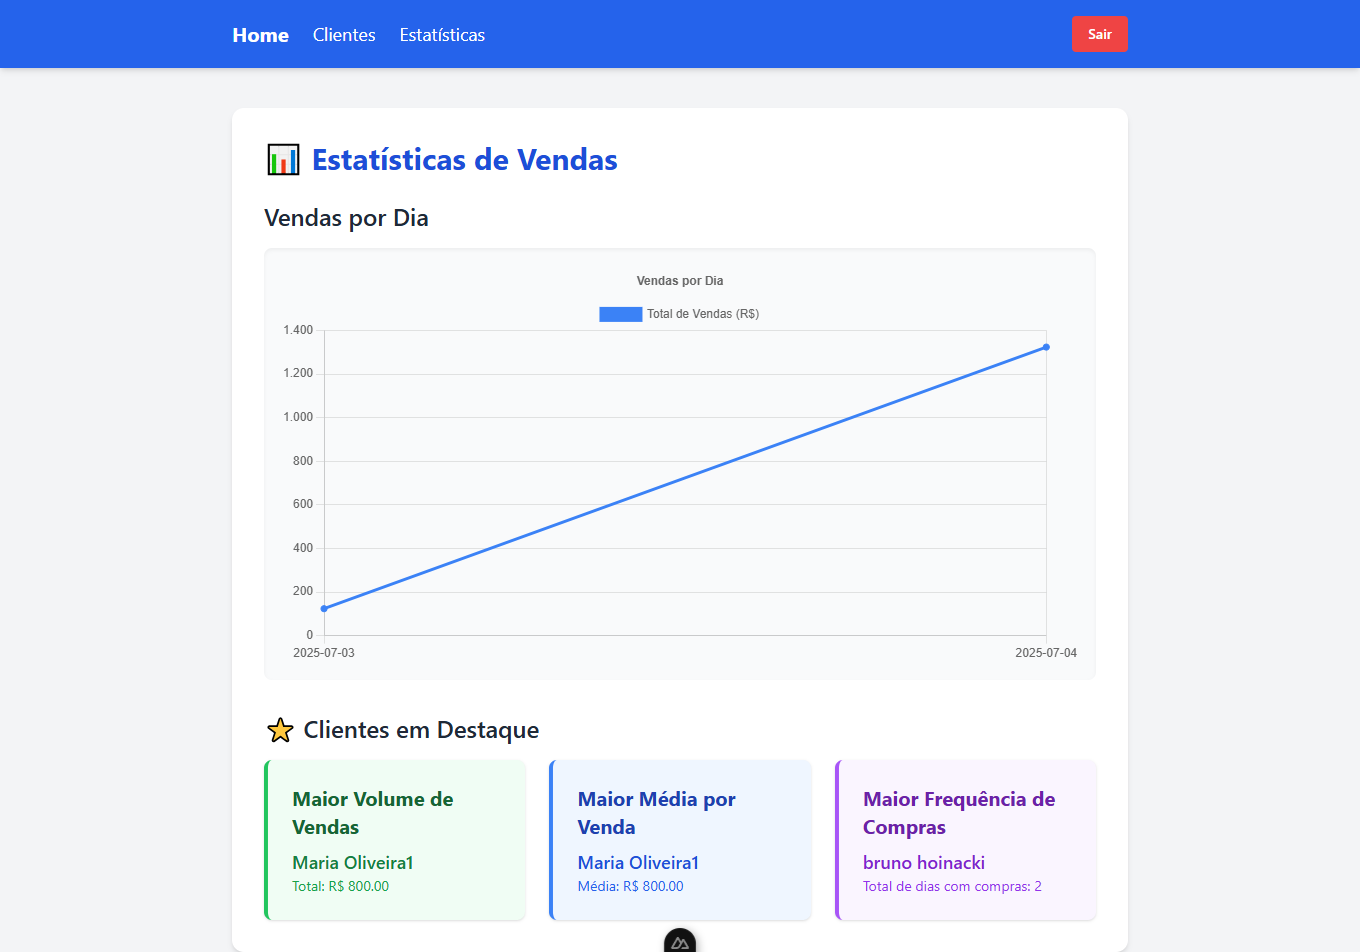 Home Clientes Estatísticas Sair
Estatísticas de Vendas
Vendas por Dia
Vendas por Dia
Total de Vendas (R$)
1.400
1.200
1.000
800
600
400
200
0
2025-07-03 2025-07-04
Clientes em Destaque
Maior Volume de
Vendas
Maria Oliveira1
Total: R$ 800.00
Maior Média por
Venda
Maria Oliveira1
Média: R$ 800.00
Maior Frequência de
Compras
bruno hoinacki
Total de dias com compras: 2